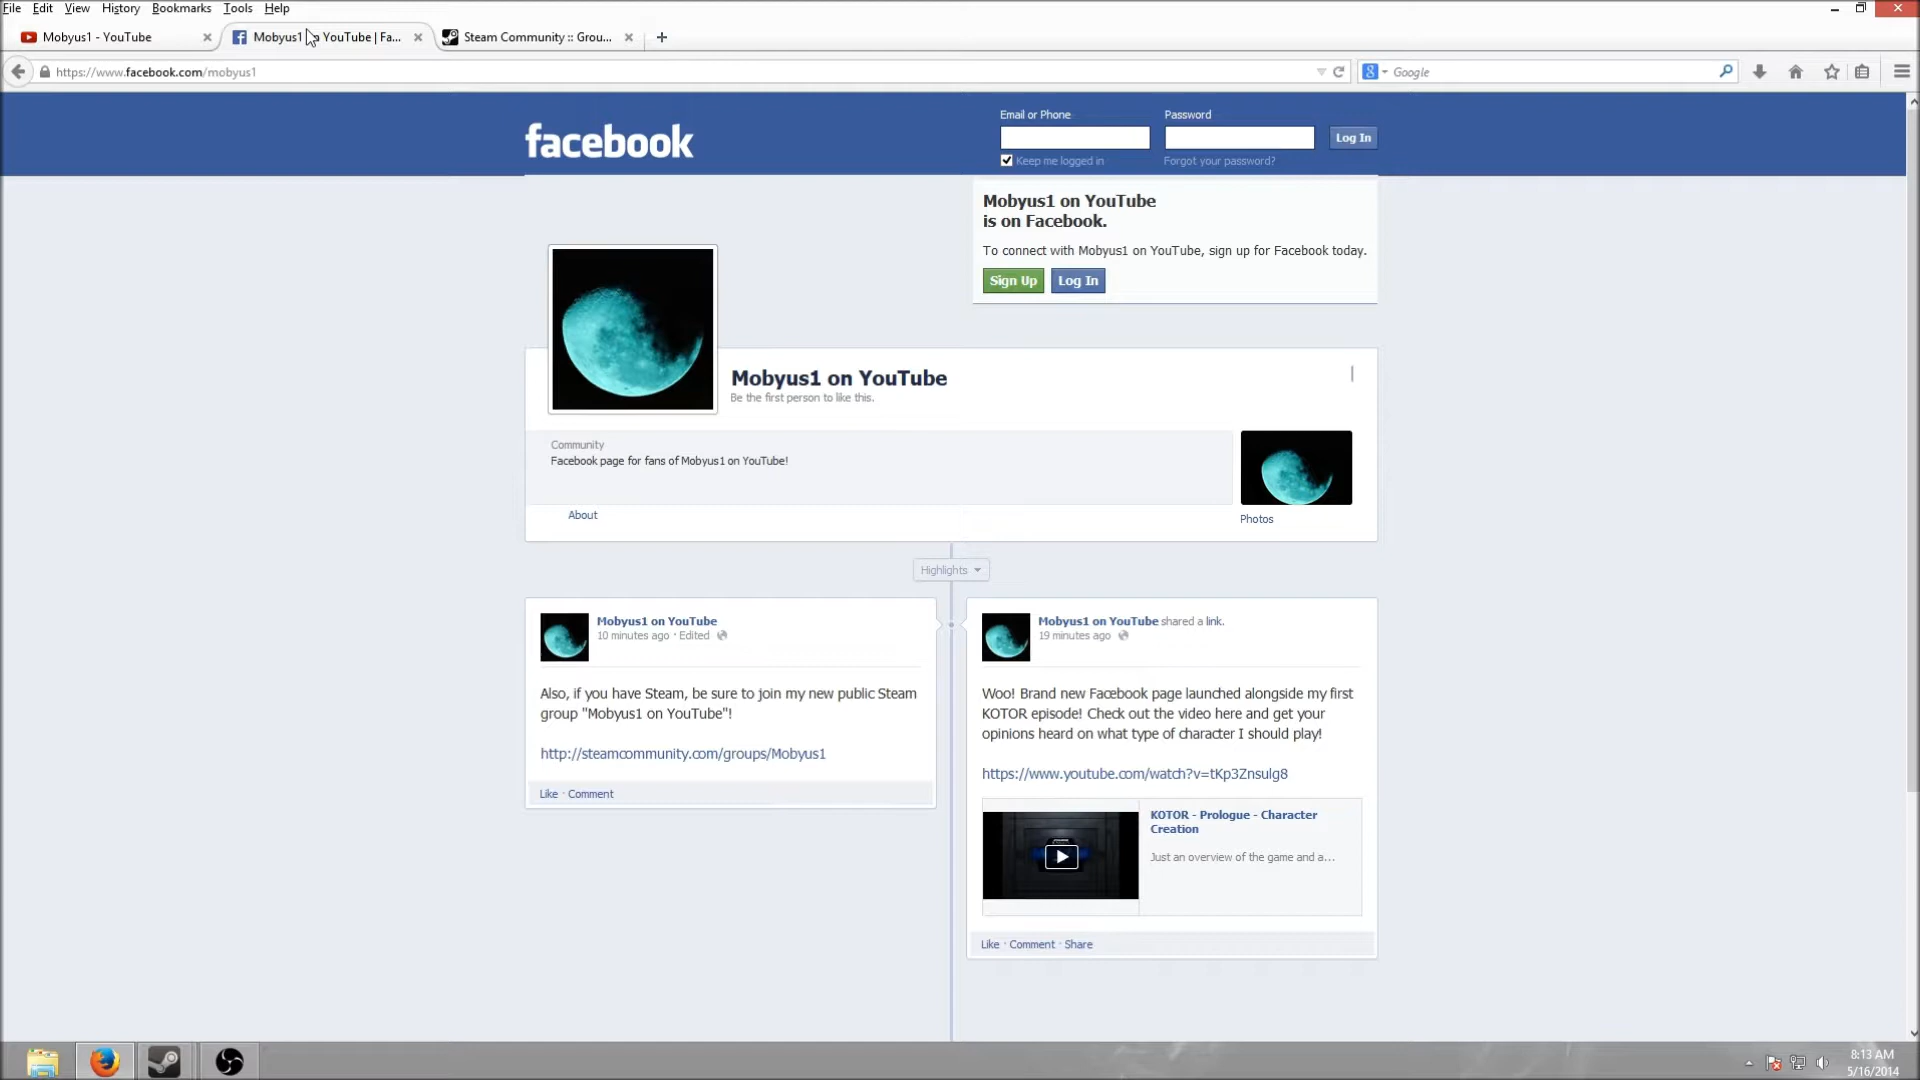 File Edit View History Bookmarks Tools Help
Mobyus1 - YouTube
Mobyus1 on YouTube | Fa...
Steam Community :: Grou...
https://www.facebook.com/mobyus1
Google
facebook
Email or Phone
Password
Log In
Keep me logged in
Forgot your password?
Mobyus1 on YouTube
is on Facebook.
To connect with Mobyus1 on YouTube, sign up for Facebook today.
Sign Up
Log In
Mobyus1 on YouTube
Be the first person to like this.
Community
Facebook page for fans of Mobyus1 on YouTube!
About
Photos
Highlights
Mobyus1 on YouTube
10 minutes ago · Edited
Also, if you have Steam, be sure to join my new public Steam
group "Mobyus1 on YouTube"!
http://steamcommunity.com/groups/Mobyus1
Like · Comment
Mobyus1 on YouTube shared a link.
19 minutes ago
Woo! Brand new Facebook page launched alongside my first
KOTOR episode! Check out the video here and get your
opinions heard on what type of character I should play!
https://www.youtube.com/watch?v=tKp3Znsulg8
KOTOR - Prologue - Character
Creation
Just an overview of the game and a...
Like · Comment · Share
8:13 AM
5/16/2014